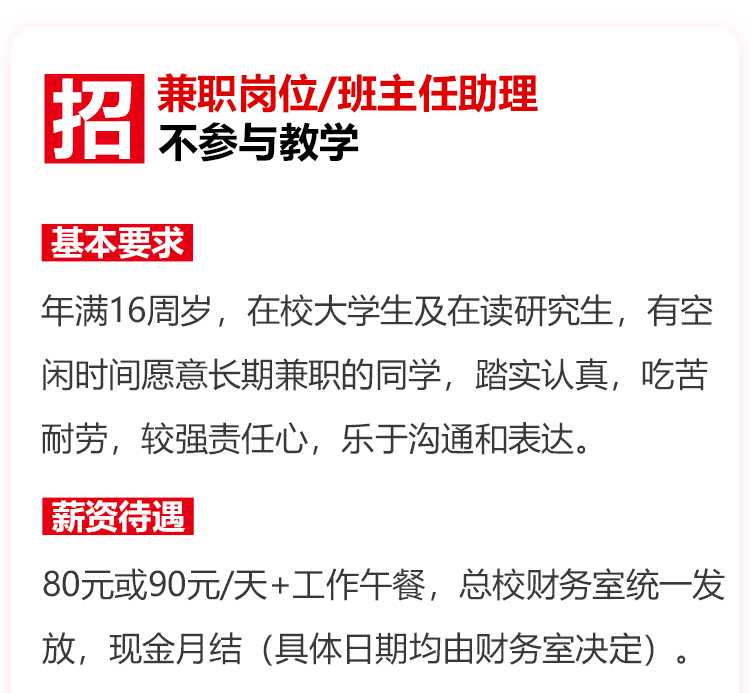 招
兼职岗位/班主任助理
不参与教学
基本要求
年满16周岁，在校大学生及在读研究生，有空
闲时间愿意长期兼职的同学，踏实认真，吃苦
耐劳，较强责任心，乐于沟通和表达。
薪资待遇
80元或90元/天+工作午餐，总校财务室统一发
放，现金月结（具体日期均由财务室决定）。